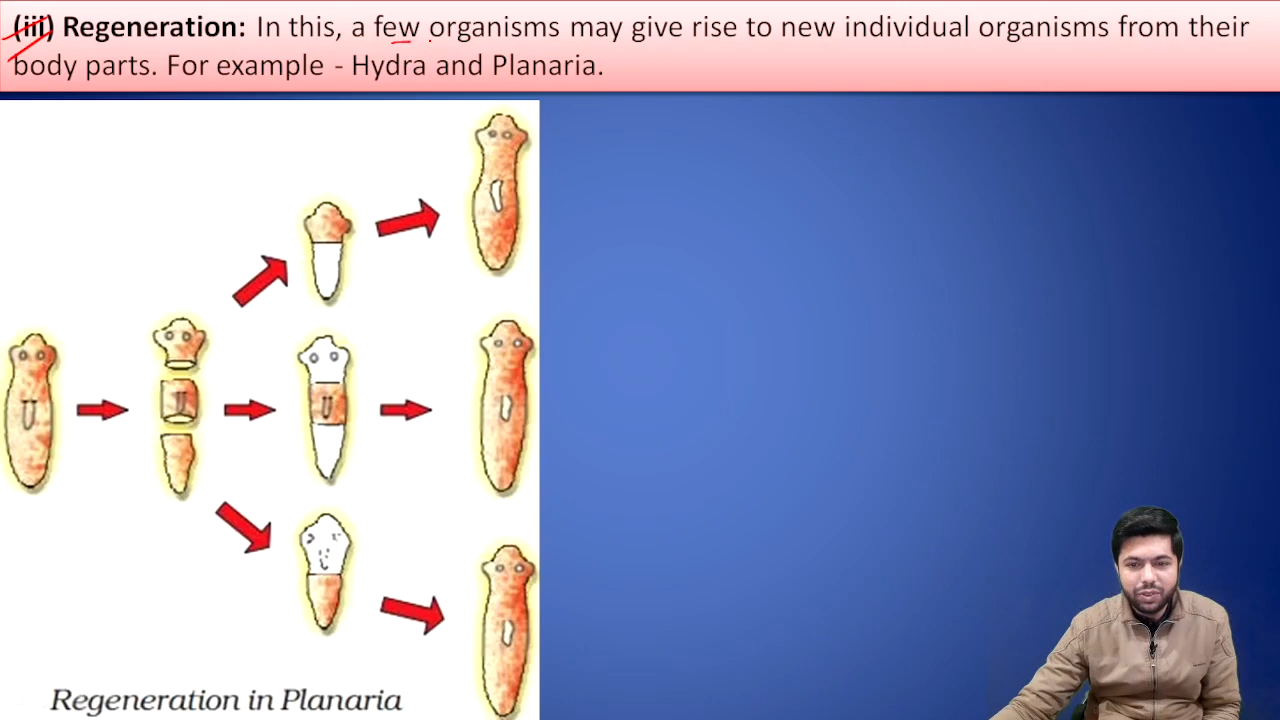 (iii) Regeneration: In this, a few organisms may give rise to new individual organisms from their
body parts. For example - Hydra and Planaria.
Regeneration in Planaria